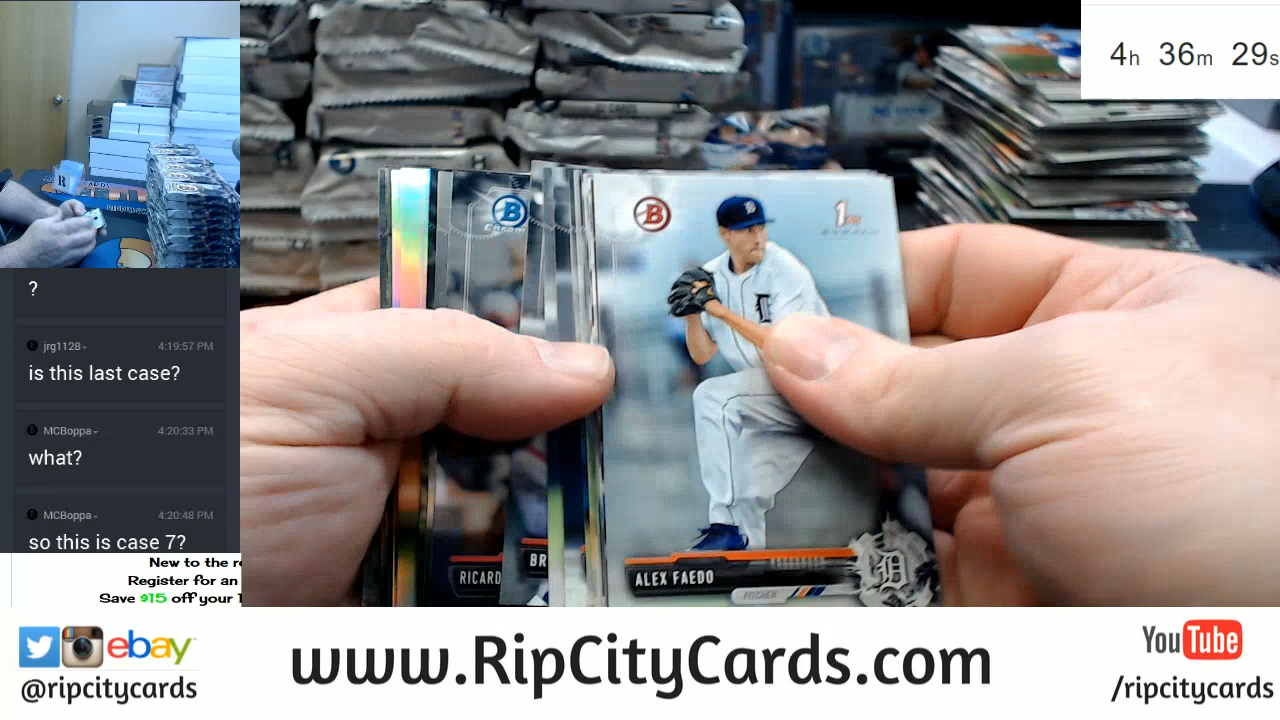 4h 36m 29s
?
jrg1128 4:19:57 PM
is this last case?
MCBoppa 4:20:33 PM
what?
MCBoppa 4:20:48 PM
so this is case 7?
New to the r
Register for an
Save $15 off your
B
CHROME
B
1st
D
D
RICARD
BR
ALEX FAEDO
PITCHER
D
ebay
@ripcitycards
www.RipCityCards.com
YouTube
/ripcitycards